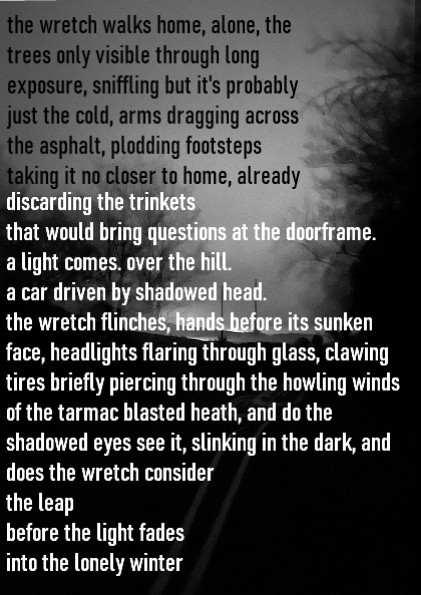 the wretch walks home, alone, the
trees only visible through long
exposure, sniffling but it's probably
just the cold, arms dragging across
the asphalt, plodding footsteps
taking it no closer to home, already
discarding the trinkets
that would bring questions at the doorframe.
a light comes. over the hill.
a car driven by shadowed head.
the wretch flinches, hands before its sunken
face, headlights flaring through glass, clawing
tires briefly piercing through the howling winds
of the tarmac blasted heath, and do the
shadowed eyes see it, slinking in the dark, and
does the wretch consider
the leap
before the light fades
into the lonely winter